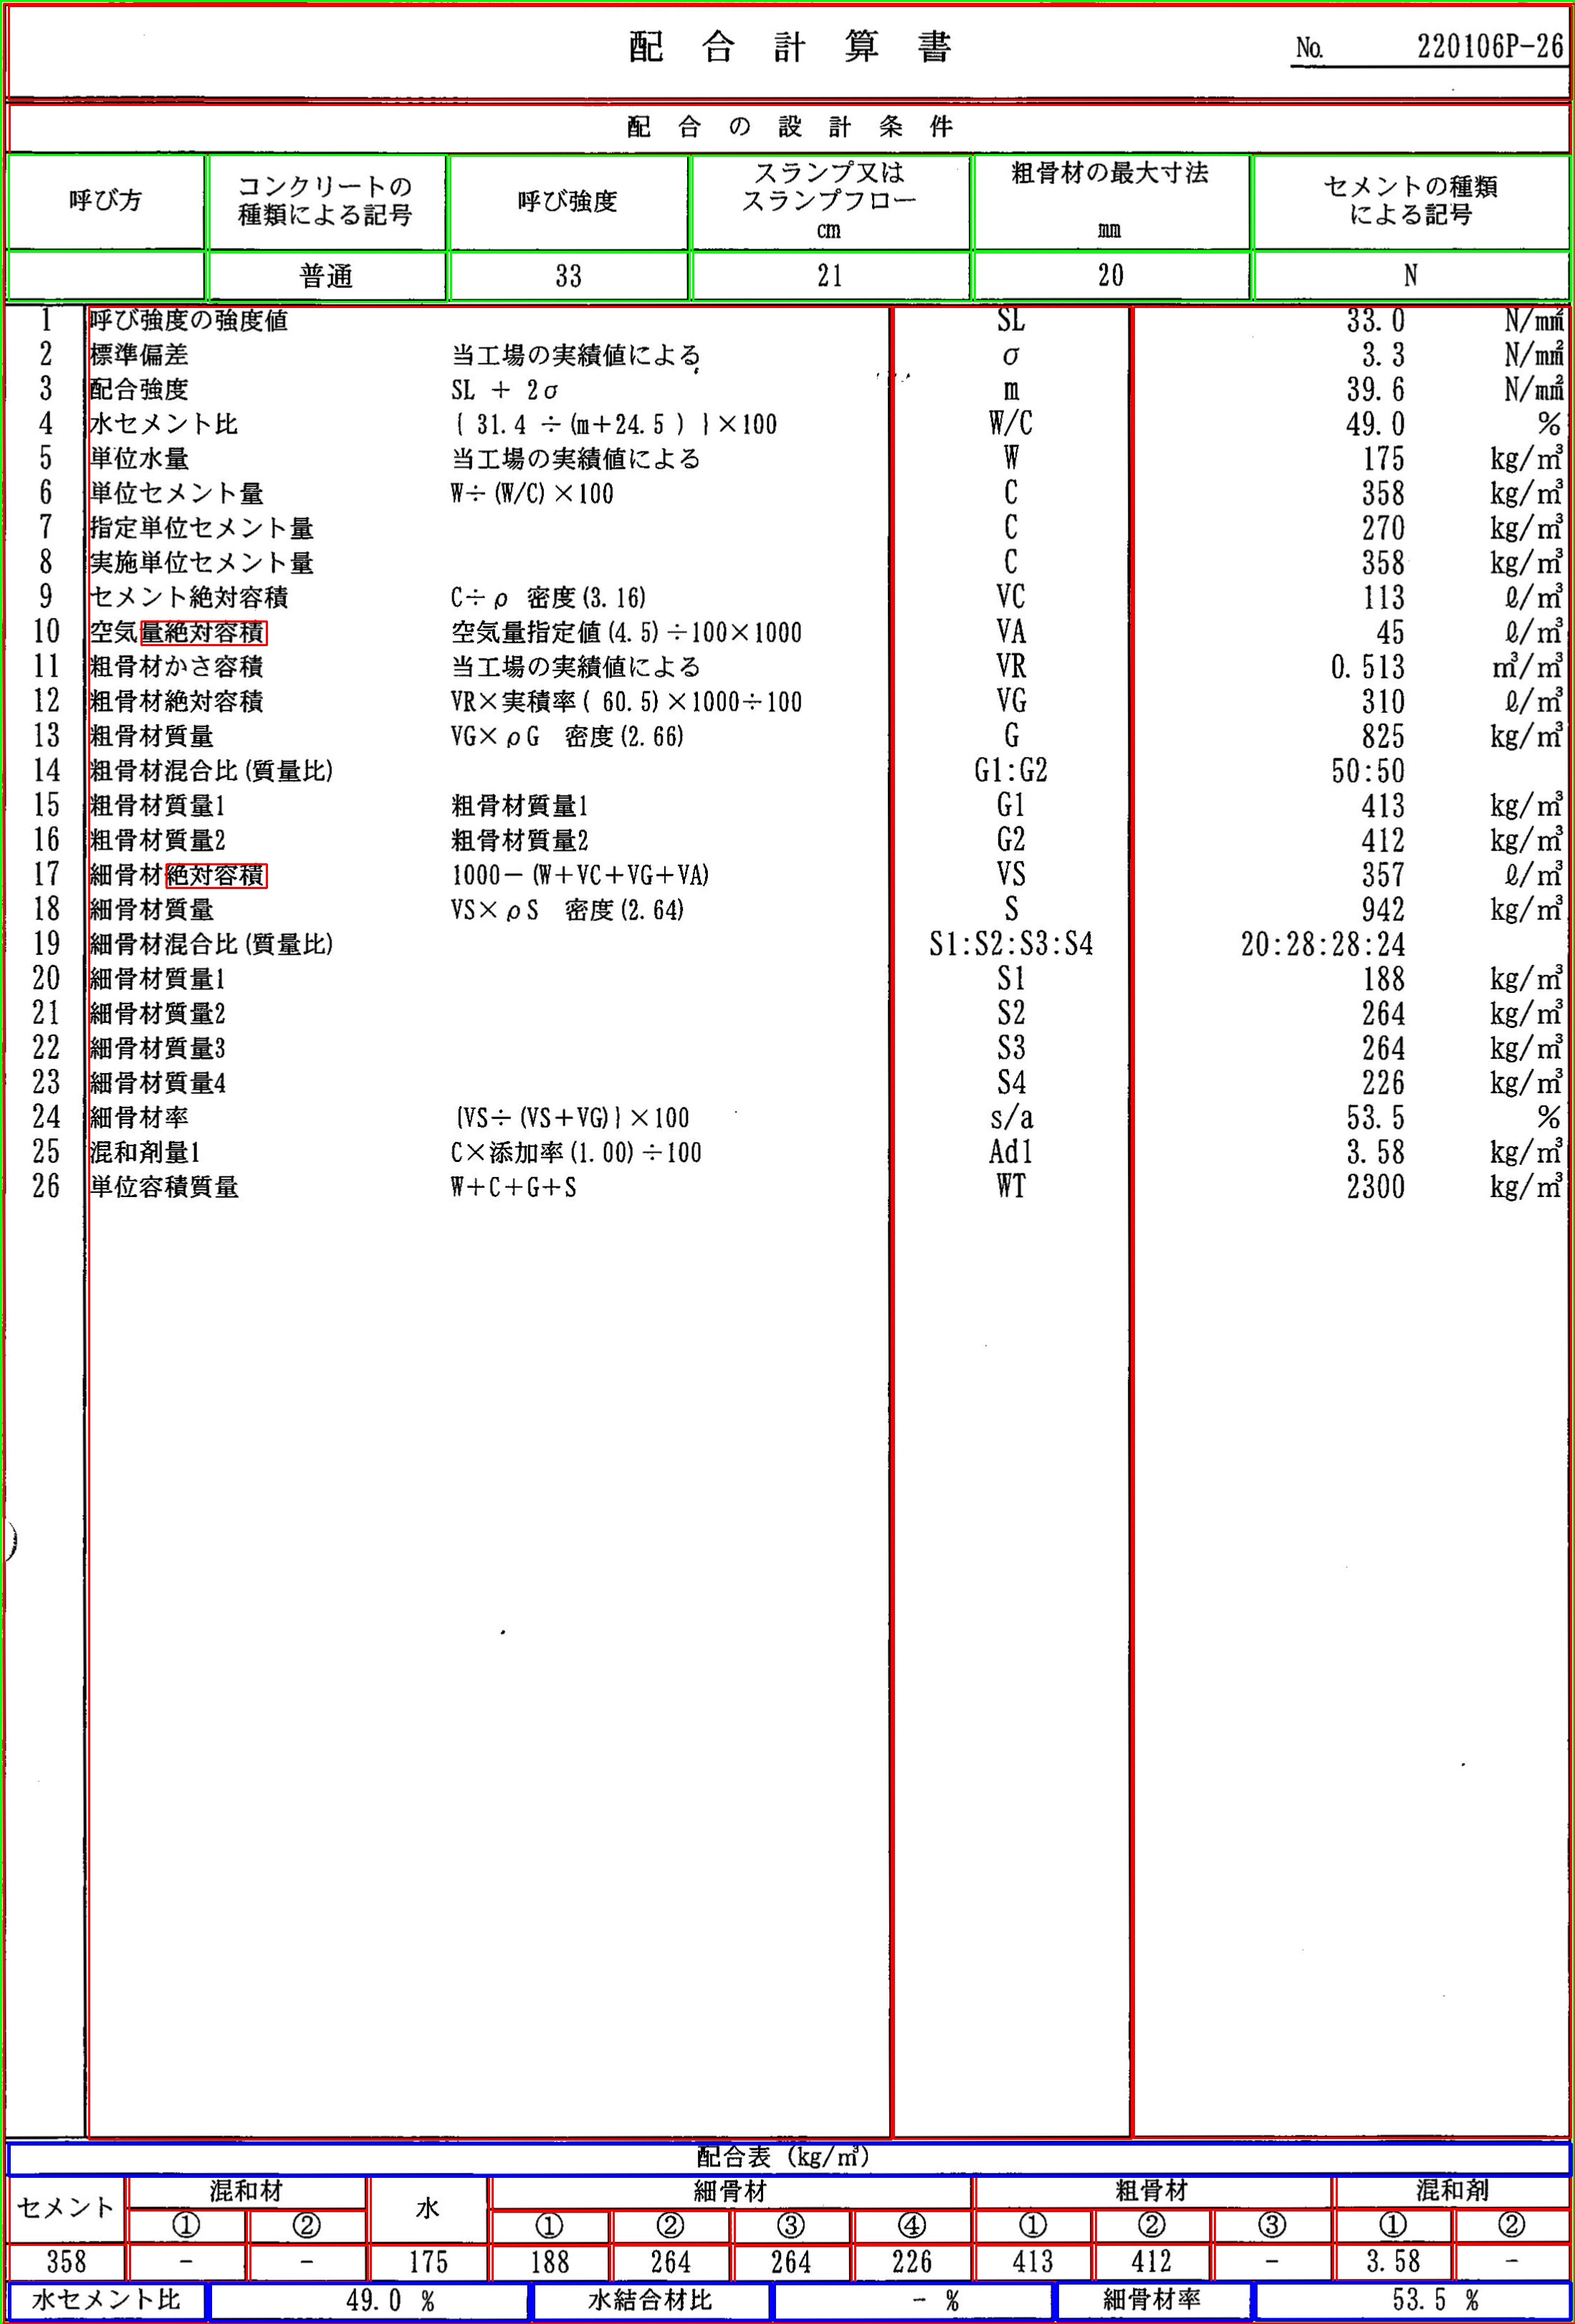 配 合 計 算 書
No. 220106P-26
配 合 の 設 計 条 件
呼び方 コンクリートの種類による記号 呼び強度 スランプ又はスランプフロー cm 粗骨材の最大寸法 mm セメントの種類による記号
普通 33 21 20 N
1 呼び強度の強度値 SL 33.0 N/mm²
2 標準偏差 当工場の実績値による σ 3.3 N/mm²
3 配合強度 SL + 2σ m 39.6 N/mm²
4 水セメント比 { 31.4 ÷(m+24.5 ) }×100 W/C 49.0 %
5 単位水量 当工場の実績値による W 175 kg/m³
6 単位セメント量 W÷(W/C)×100 C 358 kg/m³
7 指定単位セメント量 C 270 kg/m³
8 実施単位セメント量 C 358 kg/m³
9 セメント絶対容積 C÷ρ 密度(3.16) VC 113 ℓ/m³
10 空気量絶対容積 空気量指定値(4.5)÷100×1000 VA 45 ℓ/m³
11 粗骨材かさ容積 当工場の実績値による VR 0.513 m³/m³
12 粗骨材絶対容積 VR×実積率( 60.5)×1000÷100 VG 310 ℓ/m³
13 粗骨材質量 VG×ρG 密度(2.66) G 825 kg/m³
14 粗骨材混合比(質量比) G1:G2 50:50
15 粗骨材質量1 粗骨材質量1 G1 413 kg/m³
16 粗骨材質量2 粗骨材質量2 G2 412 kg/m³
17 細骨材絶対容積 1000-(W+VC+VG+VA) VS 357 ℓ/m³
18 細骨材質量 VS×ρS 密度(2.64) S 942 kg/m³
19 細骨材混合比(質量比) S1:S2:S3:S4 20:28:28:24
20 細骨材質量1 S1 188 kg/m³
21 細骨材質量2 S2 264 kg/m³
22 細骨材質量3 S3 264 kg/m³
23 細骨材質量4 S4 226 kg/m³
24 細骨材率 {VS÷(VS+VG)}×100 s/a 53.5 %
25 混和剤量1 C×添加率(1.00)÷100 Ad1 3.58 kg/m³
26 単位容積質量 W+C+G+S WT 2300 kg/m³
配合表 (kg/m³)
セメント 混和材 水 細骨材 粗骨材 混和剤
① ② ① ② ③ ④ ① ② ③ ① ②
358 - - 175 188 264 264 226 413 412 - 3.58 -
水セメント比 49.0 % 水結合材比 - % 細骨材率 53.5 %